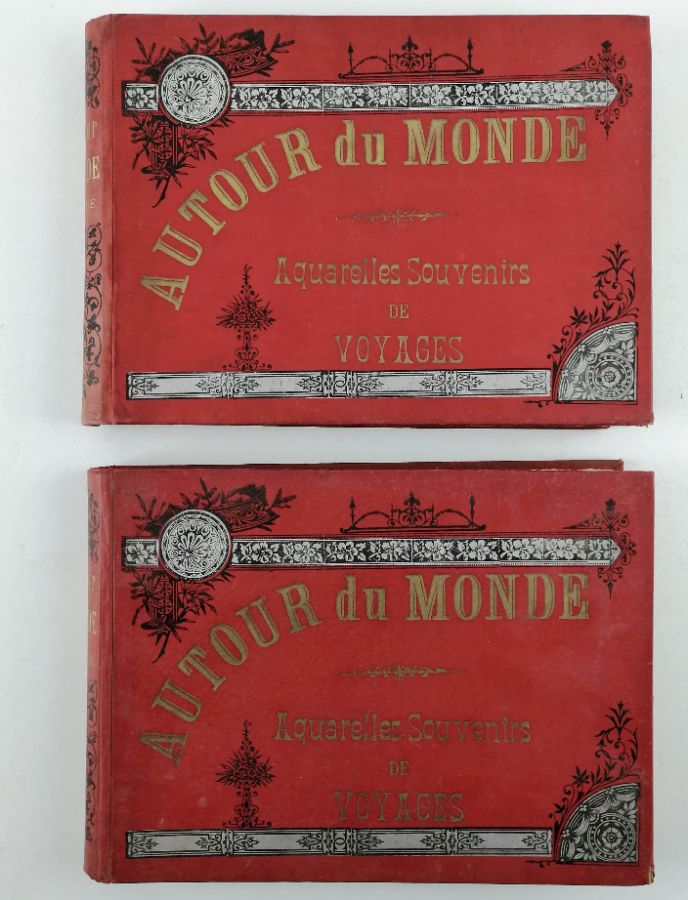 AUTOUR du MONDE
Aquarelles Souvenirs
DE
VOYAGES
AUTOUR du MONDE
Aquarelles-Souvenirs
DE
VOYAGES